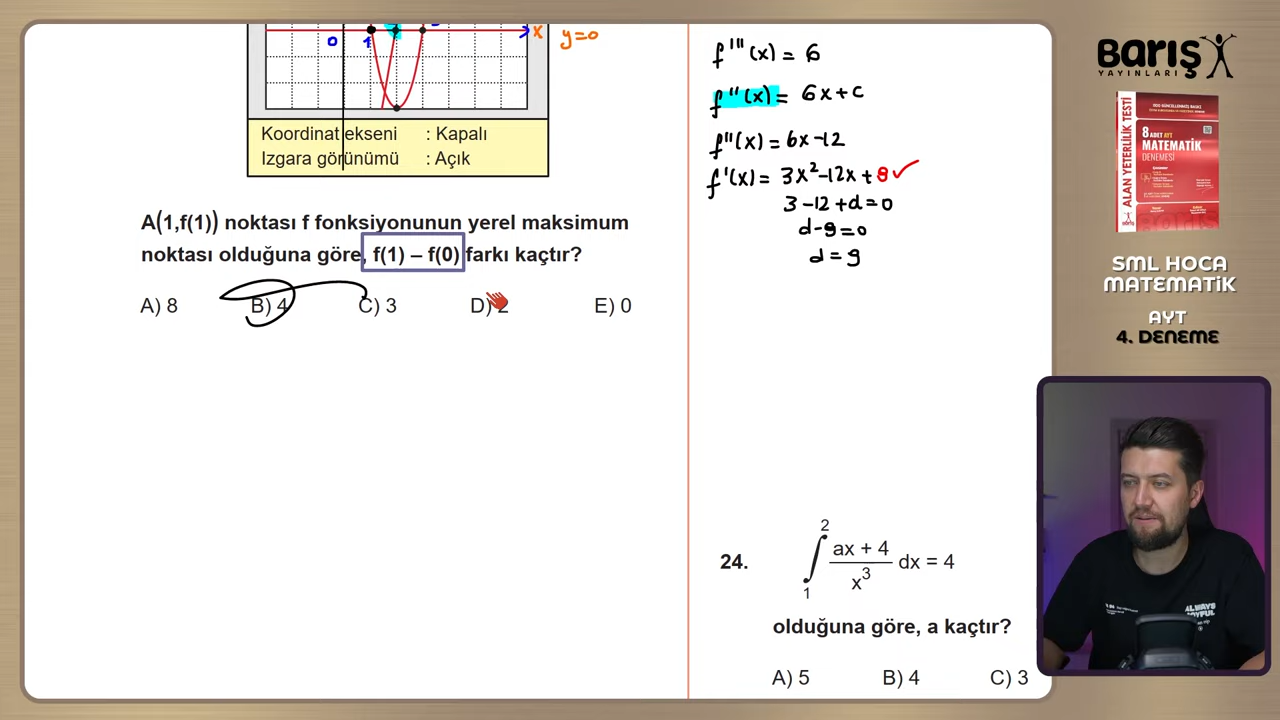 0 1 x y=0
Koordinat ekseni : Kapalı
Izgara görünümü : Açık
A(1,f(1)) noktası f fonksiyonunun yerel maksimum
noktası olduğuna göre, f(1) – f(0) farkı kaçtır?
A) 8 B) 4 C) 3 D) 2 E) 0
f'''(x) = 6
f''(x) = 6x+c
f''(x) = 6x-12
f'(x) = 3x²-12x+9
3-12+d=0
d-9=0
d=9
24. ∫₁² (ax + 4)/x³ dx = 4
olduğuna göre, a kaçtır?
A) 5 B) 4 C) 3
BARIŞ
YAYINLARI
ALAN YETERLİLİK TESTİ
8 ADET AYT
MATEMATİK
DENEMESİ
SML HOCA
MATEMATİK
AYT
4. DENEME